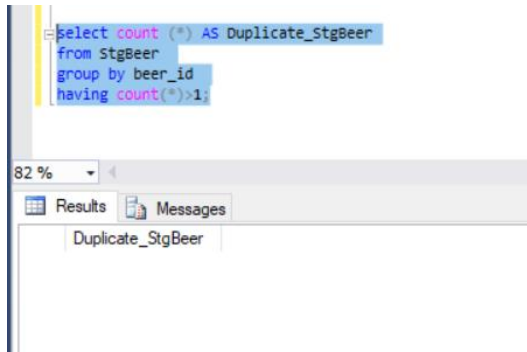 select count (*) AS Duplicate_StgBeer
from StgBeer
group by beer_id
having count(*)>1;
82 %
Results Messages
Duplicate_StgBeer